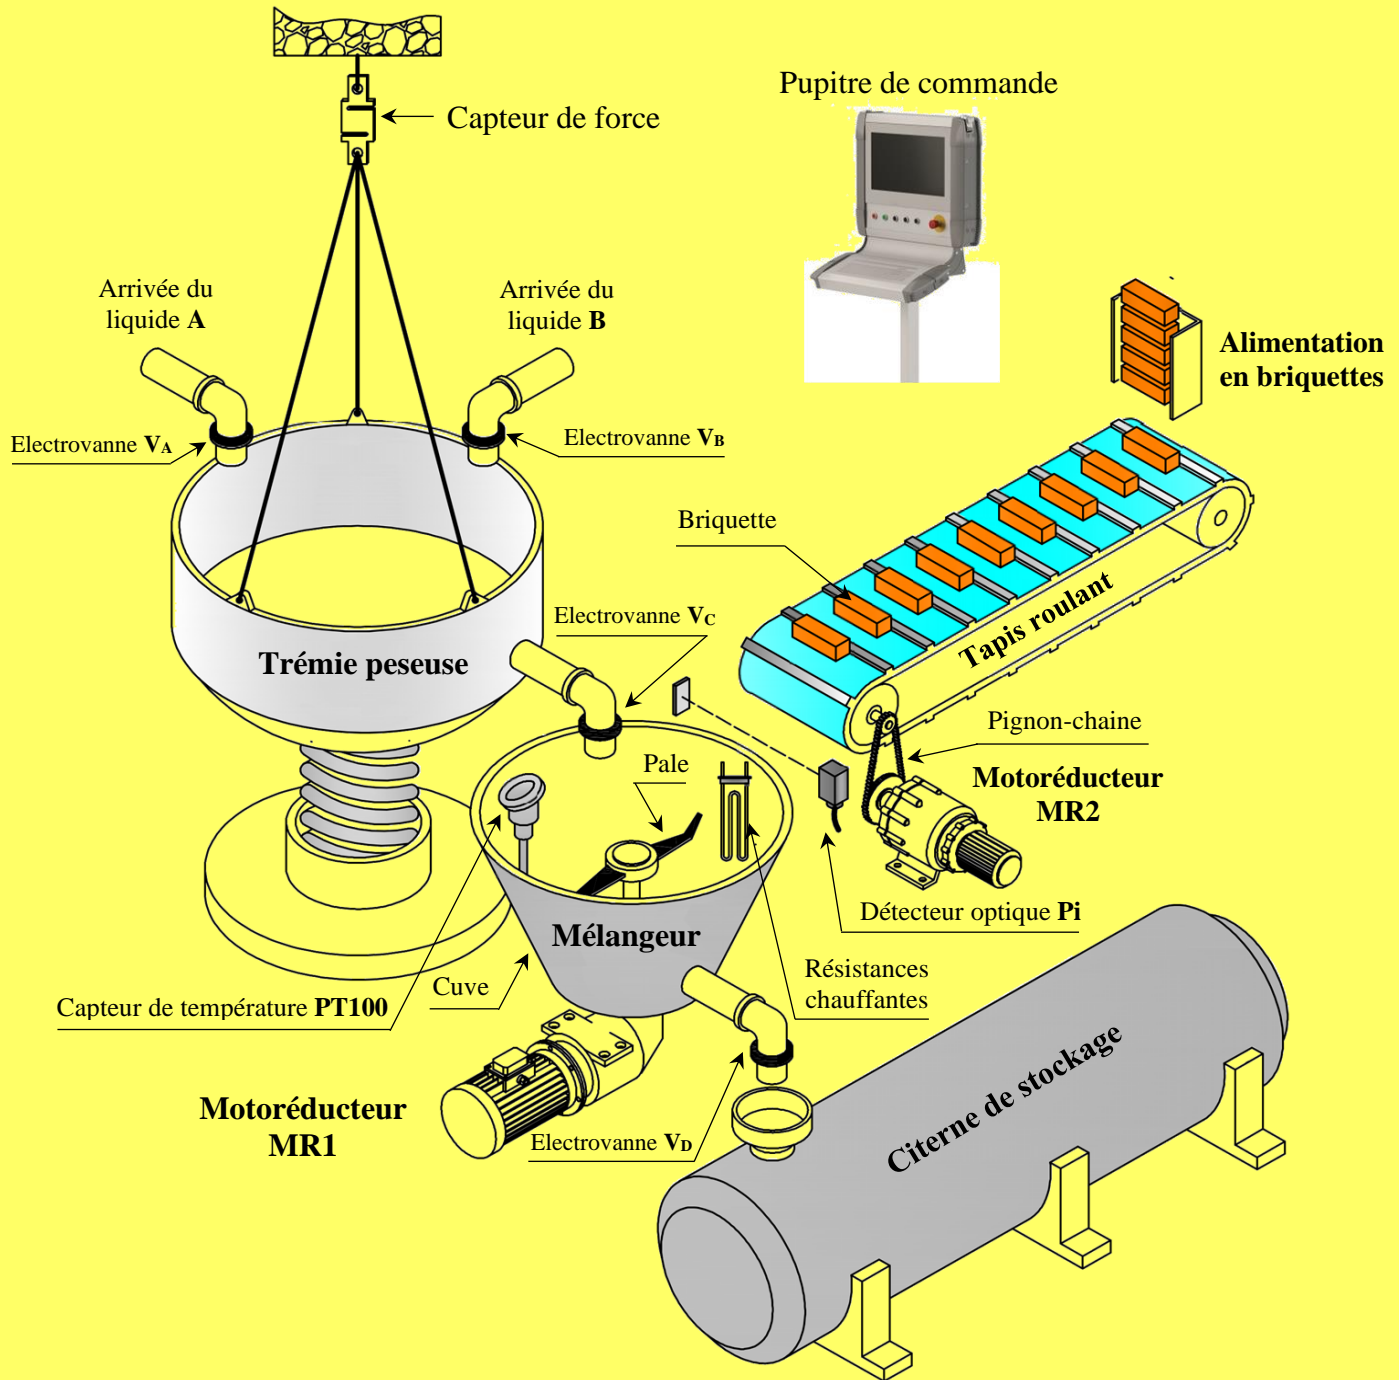 Pupitre de commande
Capteur de force
Arrivée du
liquide A
Arrivée du
liquide B
Alimentation
en briquettes
Electrovanne VA
Electrovanne VB
Briquette
Electrovanne VC
Tapis roulant
Trémie peseuse
Pignon-chaine
Pale
Motoréducteur
MR2
Détecteur optique Pi
Mélangeur
Résistances
chauffantes
Cuve
Capteur de température PT100
Citerne de stockage
Motoréducteur
MR1
Electrovanne VD